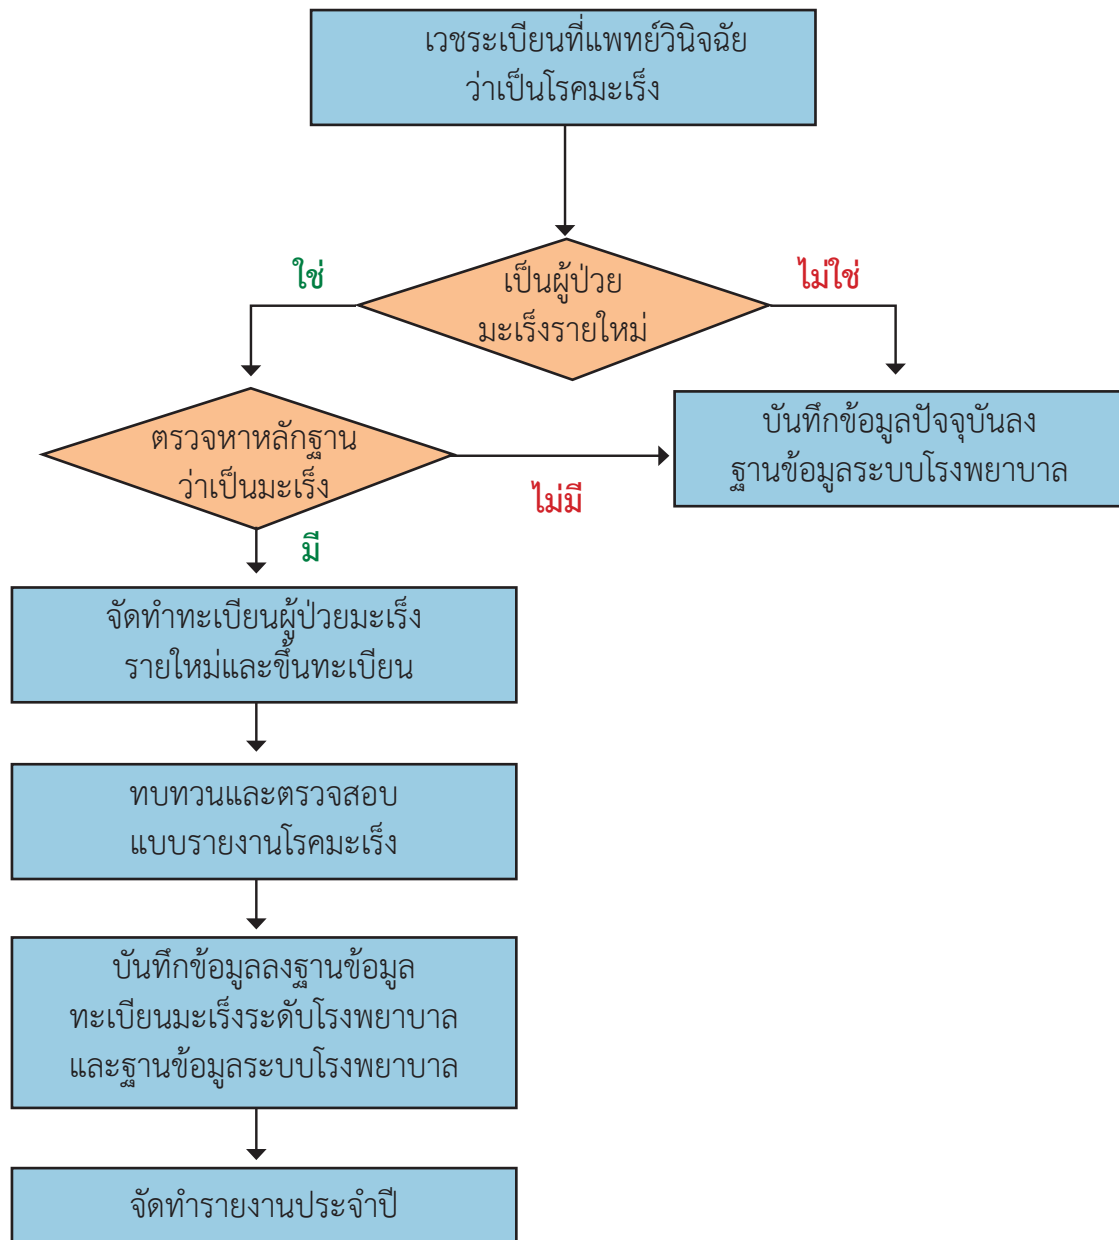 เวชระเบียนที่แพทย์วินิจฉัย
ว่าเป็นโรคมะเร็ง
ใช่
เป็นผู้ป่วย
มะเร็งรายใหม่
ไม่ใช่
ตรวจหาหลักฐาน
ว่าเป็นมะเร็ง
ไม่มี
บันทึกข้อมูลปัจจุบันลง
ฐานข้อมูลระบบโรงพยาบาล
มี
จัดทำทะเบียนผู้ป่วยมะเร็ง
รายใหม่และขึ้นทะเบียน
ทบทวนและตรวจสอบ
แบบรายงานโรคมะเร็ง
บันทึกข้อมูลลงฐานข้อมูล
ทะเบียนมะเร็งระดับโรงพยาบาล
และฐานข้อมูลระบบโรงพยาบาล
จัดทำรายงานประจำปี